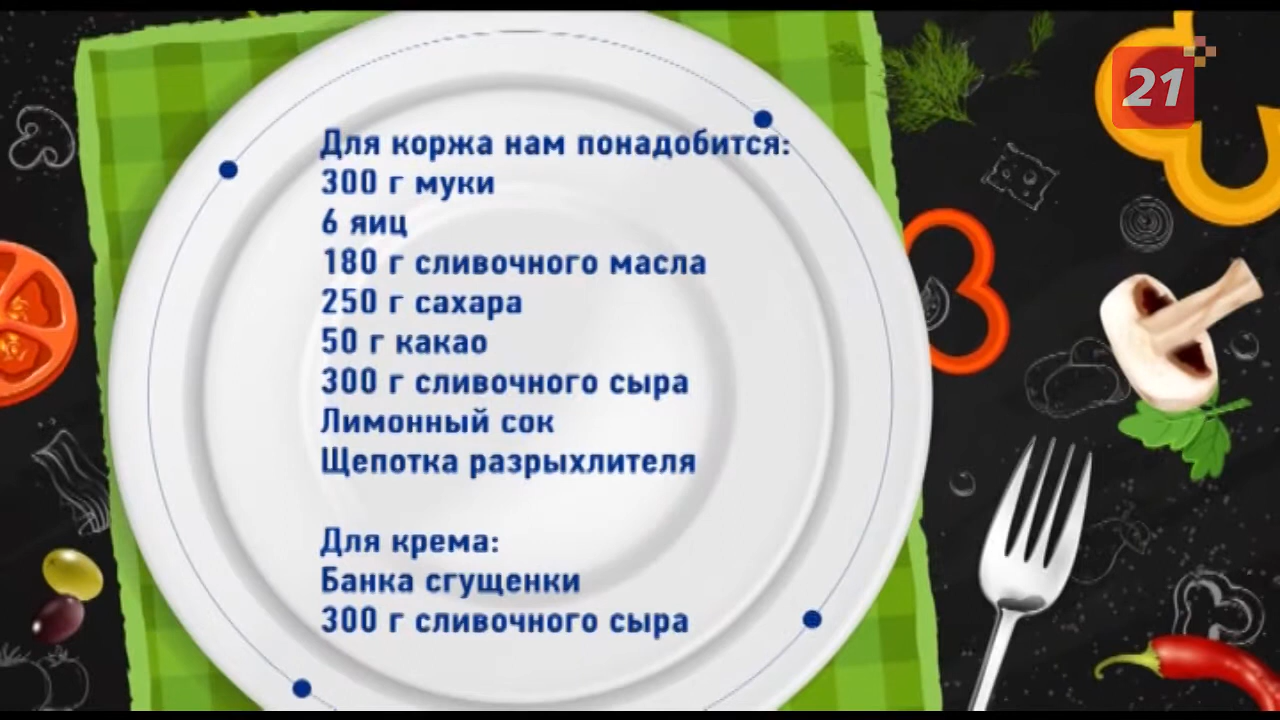 21
Для коржа нам понадобится:
300 г муки
6 яиц
180 г сливочного масла
250 г сахара
50 г какао
300 г сливочного сыра
Лимонный сок
Щепотка разрыхлителя
Для крема:
Банка сгущенки
300 г сливочного сыра